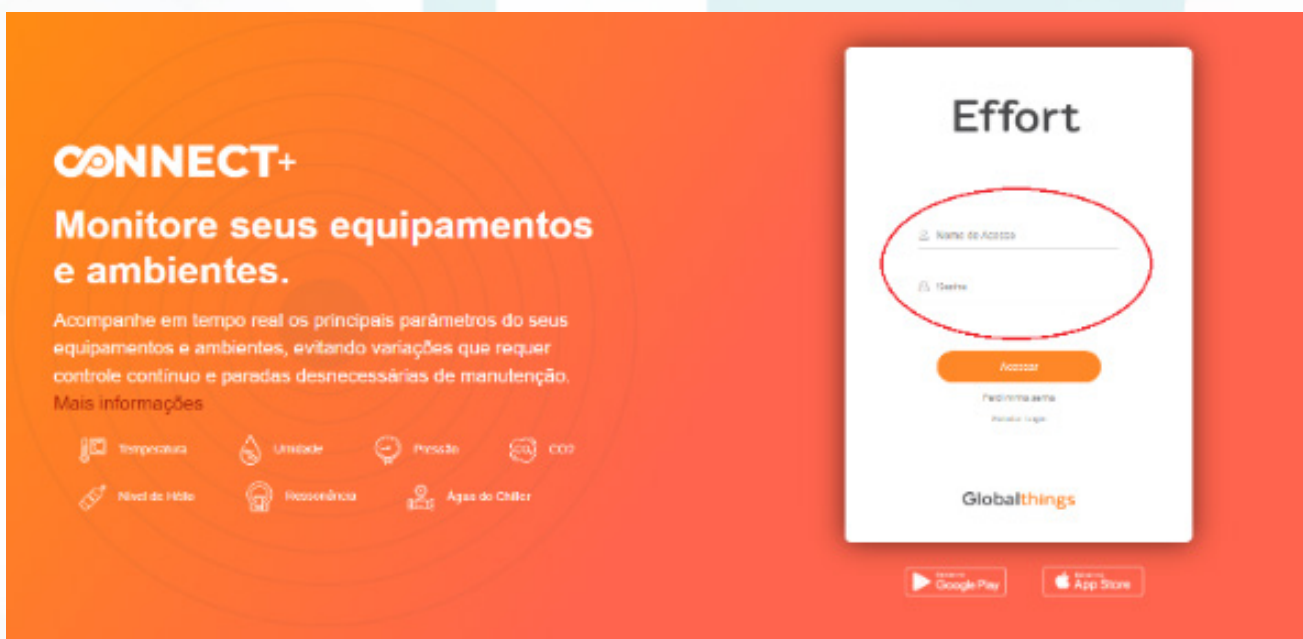 CONNECT+
Monitore seus equipamentos
e ambientes.
Acompanhe em tempo real os principais parâmetros do seus
equipamentos e ambientes, evitando variações que requer
controle contínuo e paradas desnecessárias de manutenção.
Mais informações
Temperatura
Umidade
Pressão
CO2
CO2
Nível de Hélio
Ressonância
Água do Chiller
Effort
Nome de Acesso
Senha
Acessar
Perdi minha senha
Globalthings
Google Play
App Store